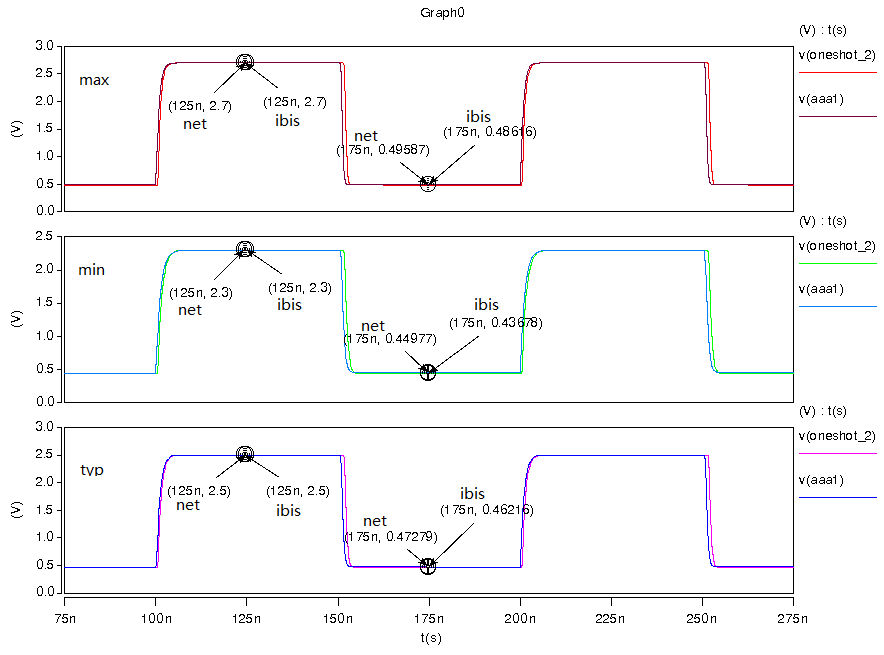 Graph0
(V) : t(s)
v(oneshot_2)
v(aaa1)
3.0
2.5
2.0
1.5
1.0
0.5
0.0
(V)
max
(125n, 2.7)
net
(125n, 2.7)
ibis
net
(175n, 0.49587)
ibis
(175n, 0.48616)
(V) : t(s)
v(oneshot_2)
v(aaa1)
2.5
2.0
1.5
1.0
0.5
0.0
(V)
min
(125n, 2.3)
net
(125n, 2.3)
ibis
net
(175n, 0.44977)
ibis
(175n, 0.43678)
(V) : t(s)
v(oneshot_2)
v(aaa1)
3.0
2.5
2.0
1.5
1.0
0.5
0.0
(V)
typ
(125n, 2.5)
net
(125n, 2.5)
ibis
net
(175n, 0.47279)
ibis
(175n, 0.46216)
75n 100n 125n 150n 175n 200n 225n 250n 275n
t(s)